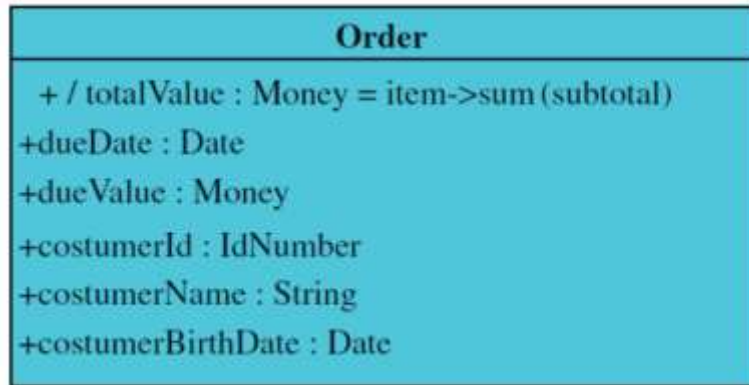 Order
+ / totalValue : Money = item->sum(subtotal)
+dueDate : Date
+dueValue : Money
+costumerId : IdNumber
+costumerName : String
+costumerBirthDate : Date